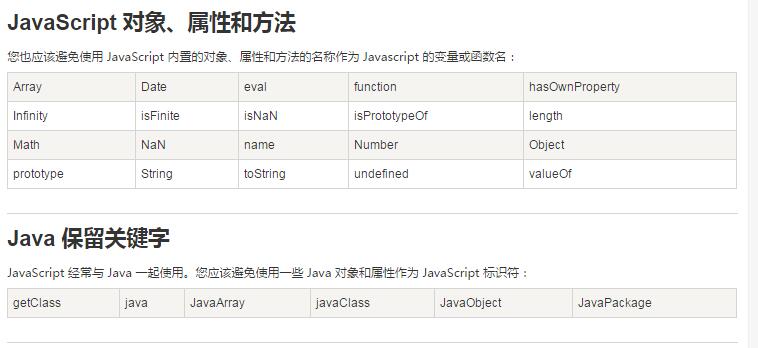 JavaScript 对象、属性和方法
您也应该避免使用 JavaScript 内置的对象、属性和方法的名称作为 Javascript 的变量或函数名：
Array Date eval function hasOwnProperty
Infinity isFinite isNaN isPrototypeOf length
Math NaN name Number Object
prototype String toString undefined valueOf
Java 保留关键字
JavaScript 经常与 Java 一起使用。您应该避免使用一些 Java 对象和属性作为 JavaScript 标识符：
getClass java JavaArray javaClass JavaObject JavaPackage